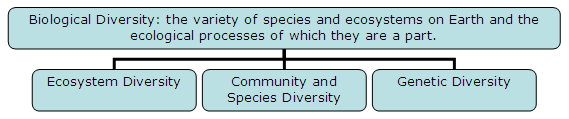 Biological Diversity: the variety of species and ecosystems on Earth and the
ecological processes of which they are a part.
Ecosystem Diversity
Community and
Species Diversity
Genetic Diversity